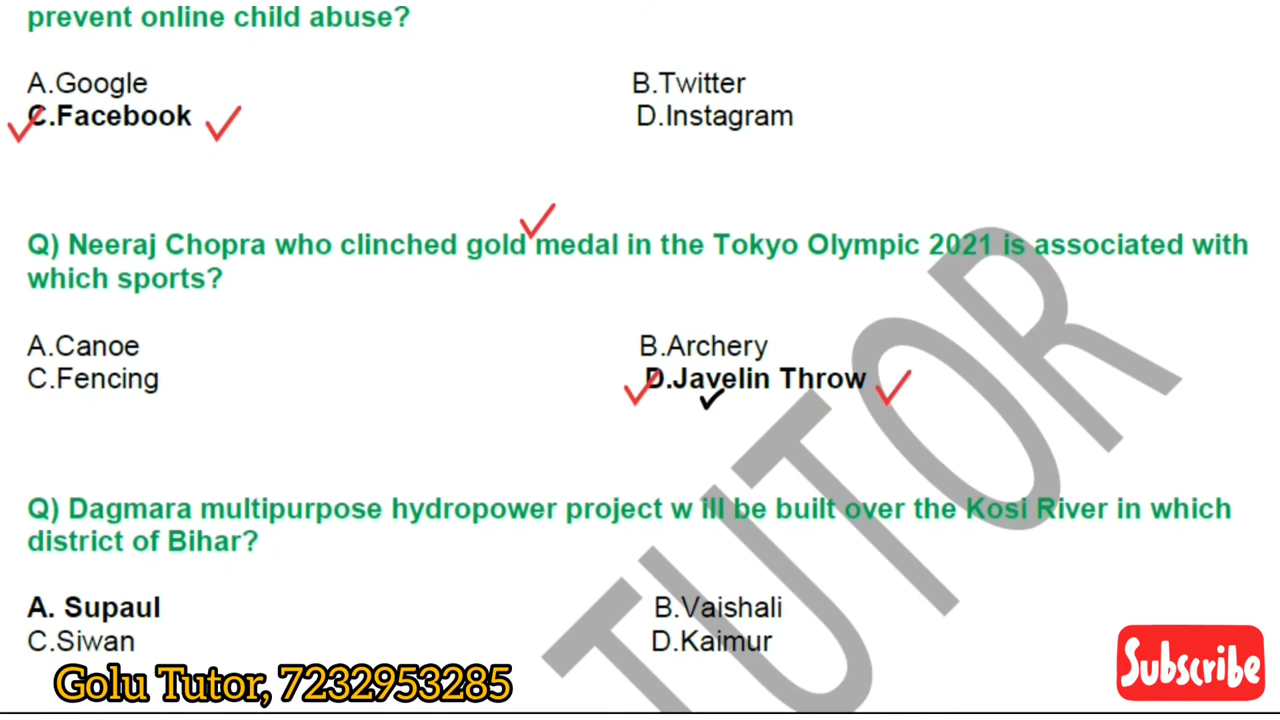 prevent online child abuse?
A.Google B.Twitter
C.Facebook D.Instagram
Q) Neeraj Chopra who clinched gold medal in the Tokyo Olympic 2021 is associated with
which sports?
A.Canoe B.Archery
C.Fencing D.Javelin Throw
Q) Dagmara multipurpose hydropower project w ill be built over the Kosi River in which
district of Bihar?
A. Supaul B.Vaishali
C.Siwan D.Kaimur
TUTOR
Golu Tutor, 7232953285
Subscribe